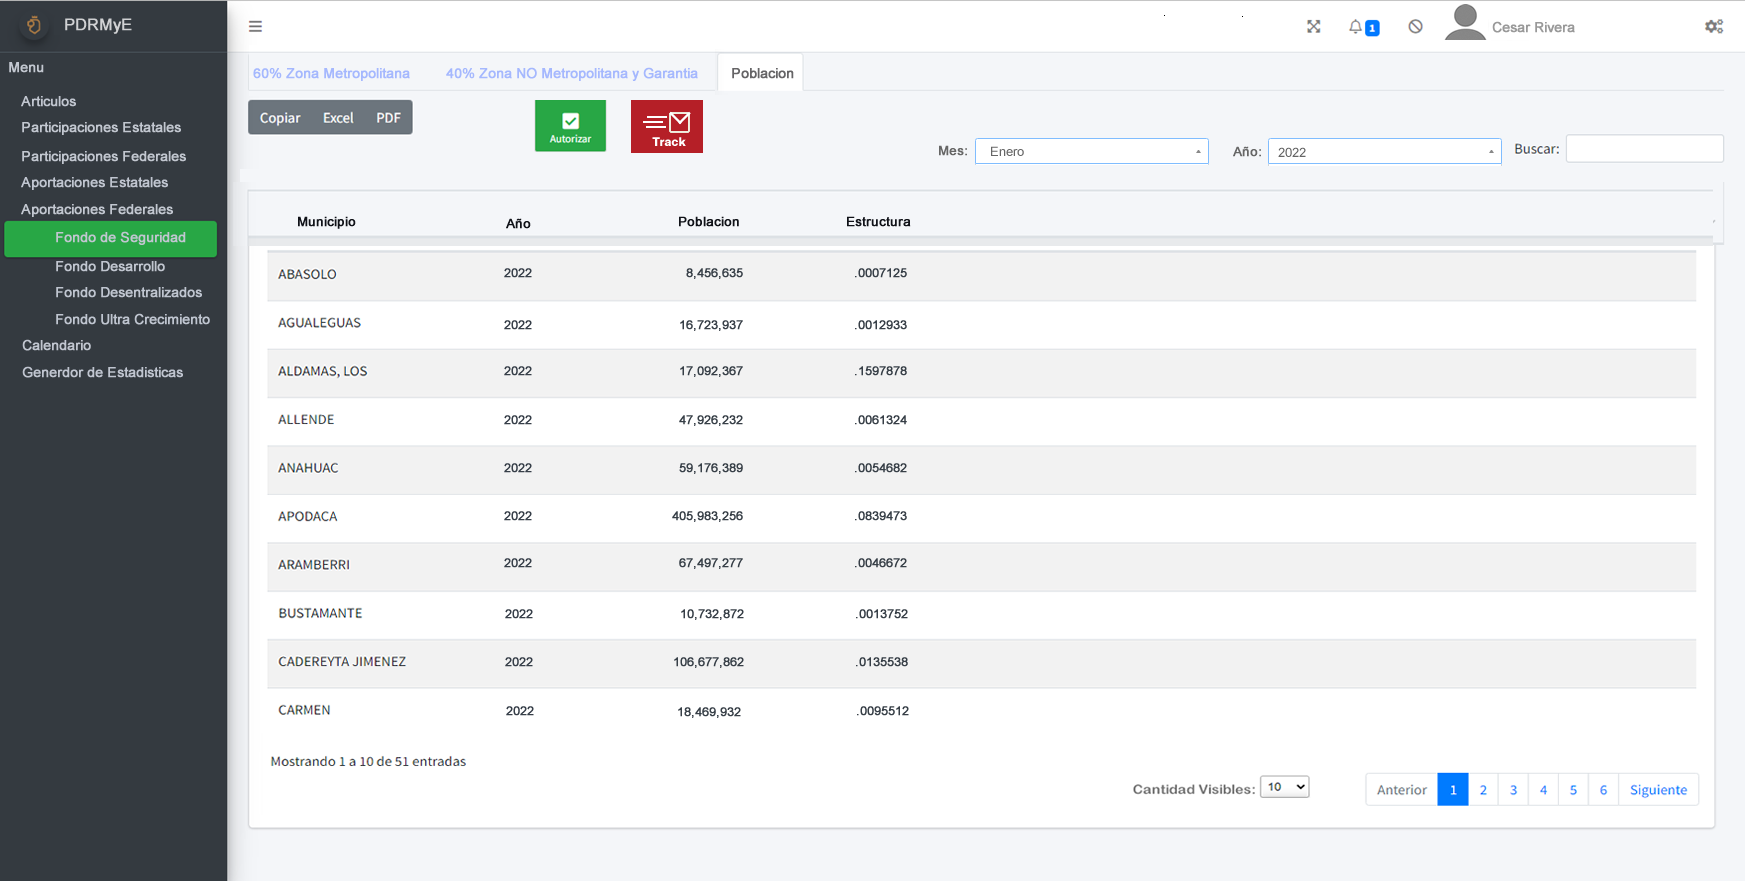 PDRMyE
1
Cesar Rivera
Menu
Articulos
Participaciones Estatales
Participaciones Federales
Aportaciones Estatales
Aportaciones Federales
Fondo de Seguridad
Fondo Desarrollo
Fondo Desentralizados
Fondo Ultra Crecimiento
Calendario
Generdor de Estadisticas
60% Zona Metropolitana 40% Zona NO Metropolitana y Garantia Poblacion
Copiar Excel PDF
Autorizar
Track
Mes: Enero Año: 2022 Buscar:
Municipio Año Poblacion Estructura
ABASOLO 2022 8,456,635 .0007125
AGUALEGUAS 2022 16,723,937 .0012933
ALDAMAS, LOS 2022 17,092,367 .1597878
ALLENDE 2022 47,926,232 .0061324
ANAHUAC 2022 59,176,389 .0054682
APODACA 2022 405,983,256 .0839473
ARAMBERRI 2022 67,497,277 .0046672
BUSTAMANTE 2022 10,732,872 .0013752
CADEREYTA JIMENEZ 2022 106,677,862 .0135538
CARMEN 2022 18,469,932 .0095512
Mostrando 1 a 10 de 51 entradas
Cantidad Visibles: 10
Anterior 1 2 3 4 5 6 Siguiente